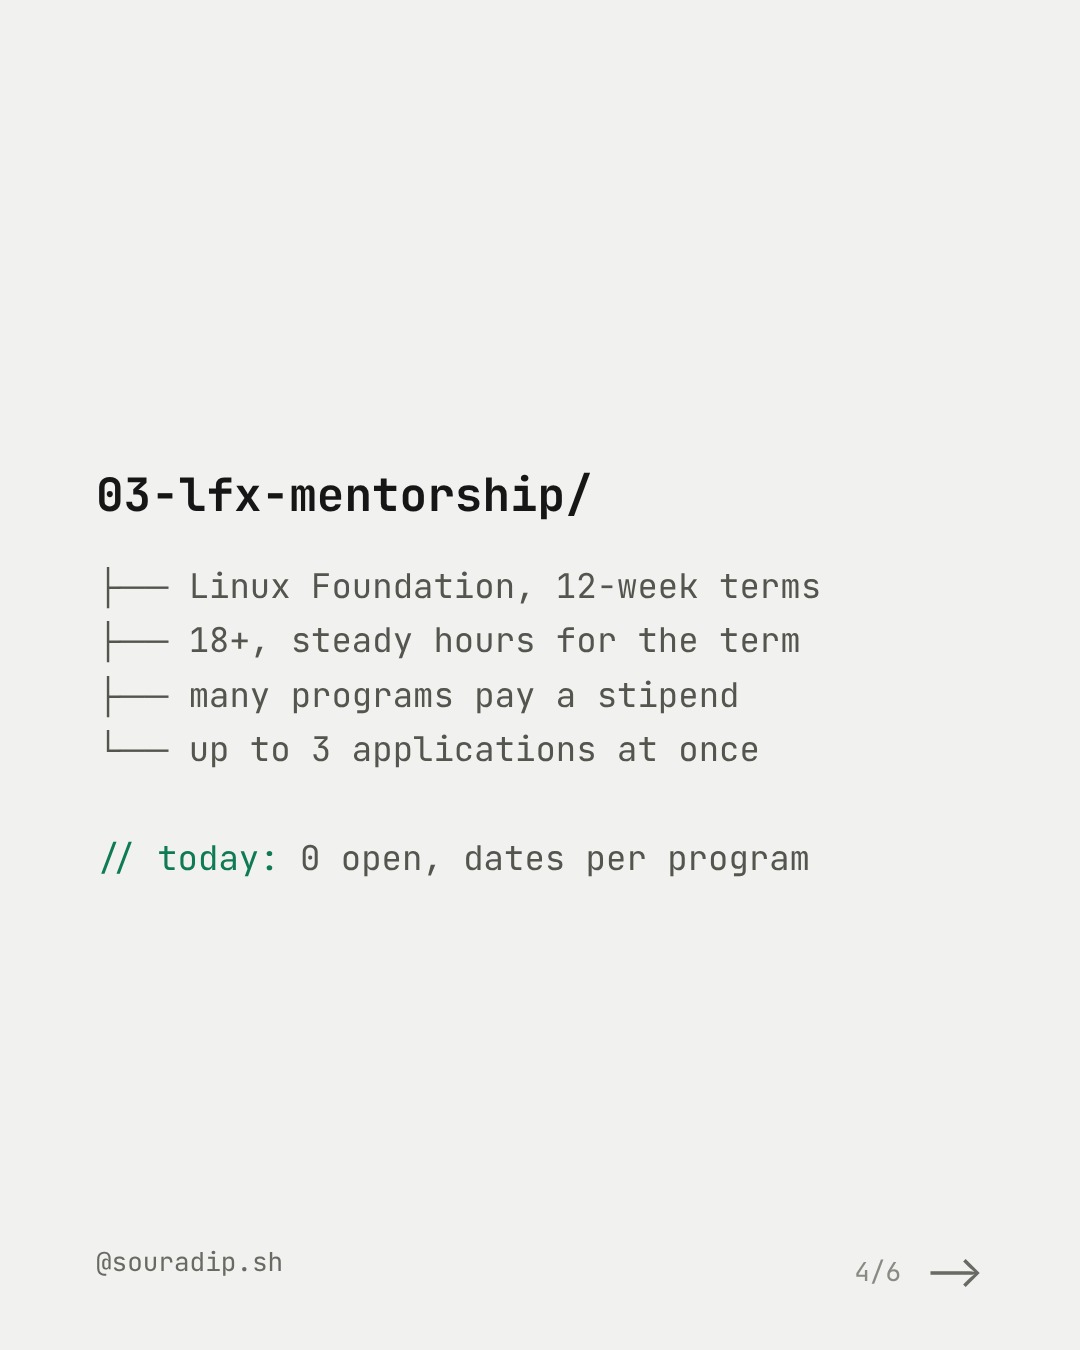 03-lfx-mentorship/
├── Linux Foundation, 12-week terms
├── 18+, steady hours for the term
├── many programs pay a stipend
└── up to 3 applications at once
// today: 0 open, dates per program
@souradip.sh
4/6 →